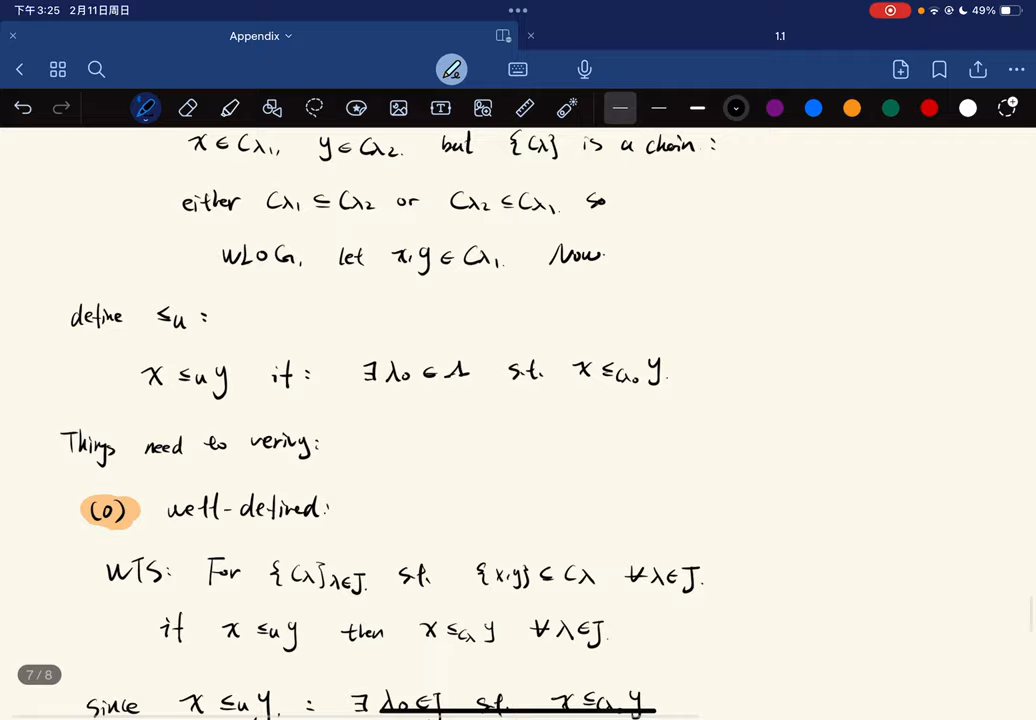 下午3:25 2月11日周日
49%
Appendix
1.1
x ∈ Cλ1, y ∈ Cλ2. but {Cλ} is a chain:
either Cλ1 ⊆ Cλ2 or Cλ2 ⊆ Cλ1, so
WLOG, let x,y ∈ Cλ1. Now.
define ≤u :
x ≤u y if: ∃ λ0 ∈ Λ s.t. x ≤Cλ0 y.
Things need to verify:
(0) well-defined:
WTS: For {Cλ}λ∈J. s.t. {x,y} ⊂ Cλ ∀λ∈J.
if x ≤u y then x ≤Cλ y ∀λ∈J.
7 / 8
since x ≤u y, : ∃ λ0 ∈ J s.t. x ≤Cλ0 y